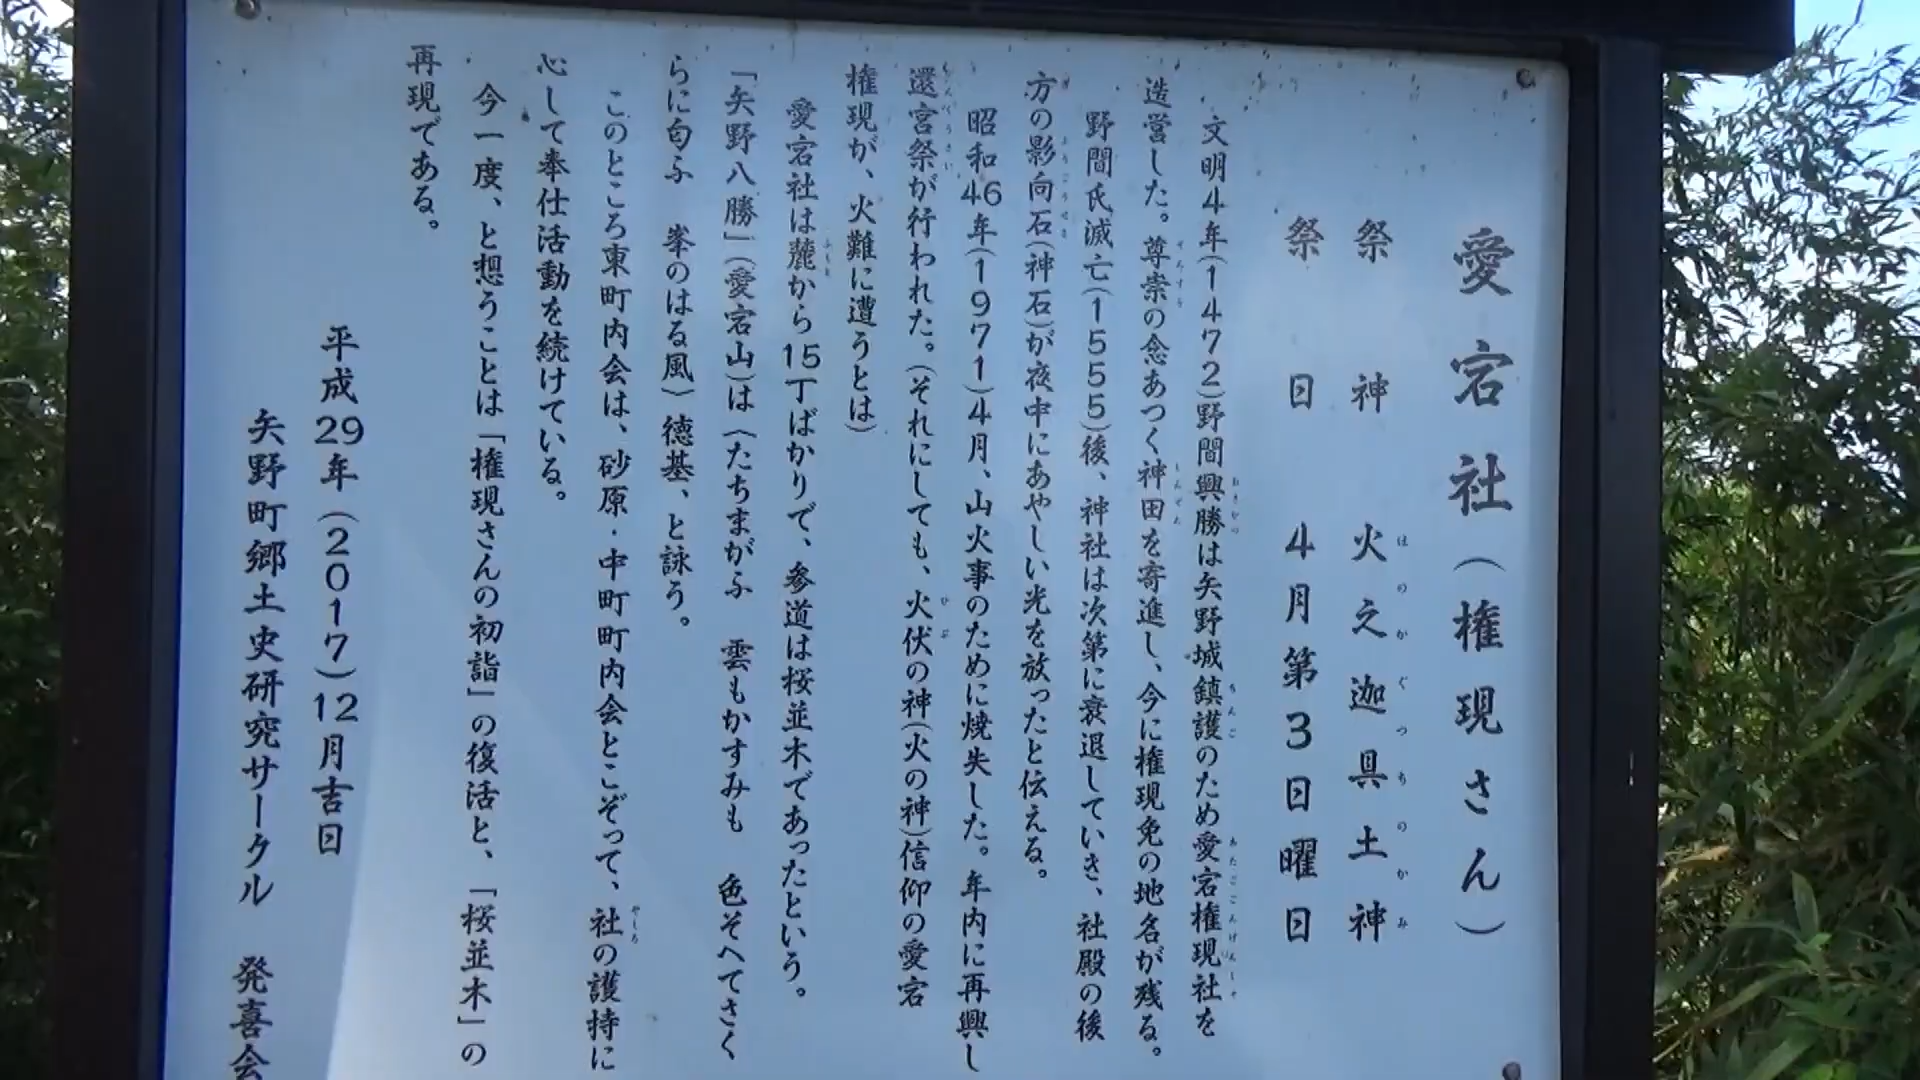 愛宕社(権現さん)
祭神 火之迦具土神
ほのかぐつちのかみ
祭日 4月第3日曜日
文明4年(1472)野間興勝は矢野城鎮護のため愛宕権現社を
造営した。尊崇の念あつく神田を寄進し、今に権現免の地名が残る。
野間氏滅亡(1555)後、神社は次第に衰退していき、社殿の後
方の影向石(神石)が夜中にあやしい光を放ったと伝える。
昭和46年(1971)4月、山火事のために焼失した。年内に再興し
還宮祭が行われた。(それにしても、火伏の神(火の神)信仰の愛宕
権現が、火難に遭うとは)
愛宕社は麓から15丁ばかりで、参道は桜並木であったという。
「矢野八勝」(愛宕山)は(たちまがふ 雲もかすみも 色そへてさく
らに匂ふ 峯のはる風)徳基、と詠う。
このところ東町内会は、砂原・中町町内会とこぞって、社の護持に
心して奉仕活動を続けている。
今一度、と想うことは「権現さんの初詣」の復活と、「桜並木」の
再現である。
平成29年(2017)12月吉日
矢野町郷土史研究サークル 発喜会